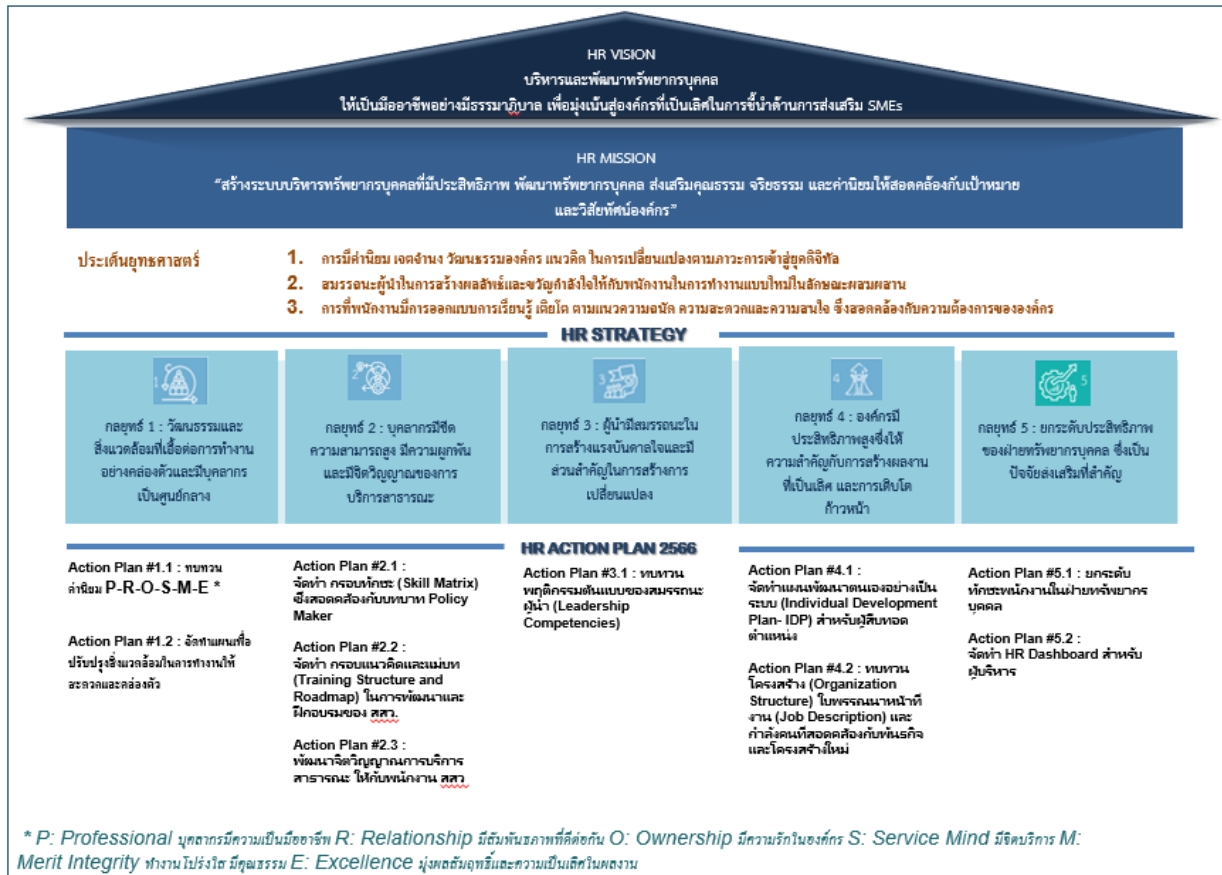 HR VISION
บริหารและพัฒนาทรัพยากรบุคคล
ให้เป็นมืออาชีพอย่างมีธรรมาภิบาล เพื่อมุ่งเน้นสู่องค์กรที่เป็นเลิศในการชี้นำด้านการส่งเสริม SMEs
HR MISSION
“สร้างระบบบริหารทรัพยากรบุคคลที่มีประสิทธิภาพ พัฒนาทรัพยากรบุคคล ส่งเสริมคุณธรรม จริยธรรม และค่านิยมให้สอดคล้องกับเป้าหมาย
และวิสัยทัศน์องค์กร”
ประเด็นยุทธศาสตร์
1. การมีค่านิยม เจตจำนง วัฒนธรรมองค์กร แนวคิด ในการเปลี่ยนแปลงตามภาวะการเข้าสู่ยุคดิจิทัล
2. สมรรถนะผู้นำในการสร้างผลลัพธ์และขวัญกำลังใจให้กับพนักงานในการทำงานแบบใหม่ในลักษณะผสมผสาน
3. การที่พนักงานมีการออกแบบการเรียนรู้ เติบโต ตามแนวความถนัด ความสะดวกและความสนใจ ซึ่งสอดคล้องกับความต้องการขององค์กร
HR STRATEGY
1
กลยุทธ์ 1 : วัฒนธรรมและ
สิ่งแวดล้อมที่เอื้อต่อการทำงาน
อย่างคล่องตัวและมีบุคลากร
เป็นศูนย์กลาง
2
กลยุทธ์ 2 : บุคลากรมีขีด
ความสามารถสูง มีความผูกพัน
และมีจิตวิญญาณของการ
บริการสาธารณะ
3
กลยุทธ์ 3 : ผู้นำมีสมรรถนะใน
การสร้างแรงบันดาลใจและมี
ส่วนสำคัญในการสร้างการ
เปลี่ยนแปลง
4
กลยุทธ์ 4 : องค์กรมี
ประสิทธิภาพสูงซึ่งให้
ความสำคัญกับการสร้างผลงาน
ที่เป็นเลิศ และการเติบโต
ก้าวหน้า
5
กลยุทธ์ 5 : ยกระดับประสิทธิภาพ
ของฝ่ายทรัพยากรบุคคล ซึ่งเป็น
ปัจจัยส่งเสริมที่สำคัญ
HR ACTION PLAN 2566
Action Plan #1.1 : ทบทวน
ค่านิยม P-R-O-S-M-E *
Action Plan #1.2 : จัดทำแผนเพื่อ
ปรับปรุงสิ่งแวดล้อมในการทำงานให้
สะดวกและคล่องตัว
Action Plan #2.1 :
จัดทำ กรอบทักษะ (Skill Matrix)
ซึ่งสอดคล้องกับบทบาท Policy
Maker
Action Plan #2.2 :
จัดทำ กรอบแนวคิดและแม่บท
(Training Structure and
Roadmap) ในการพัฒนาและ
ฝึกอบรมของ สสว.
Action Plan #2.3 :
พัฒนาจิตวิญญาณการบริการ
สาธารณะ ให้กับพนักงาน สสว
Action Plan #3.1 : ทบทวน
พฤติกรรมต้นแบบของสมรรถนะ
ผู้นำ (Leadership
Competencies)
Action Plan #4.1 :
จัดทำแผนพัฒนาตนเองอย่างเป็น
ระบบ (Individual Development
Plan- IDP) สำหรับผู้สืบทอด
ตำแหน่ง
Action Plan #4.2 : ทบทวน
โครงสร้าง (Organization
Structure) ใบพรรณนาหน้าที่
งาน (Job Description) และ
กำลังคนที่สอดคล้องกับพันธกิจ
และโครงสร้างใหม่
Action Plan #5.1 : ยกระดับ
ทักษะพนักงานในฝ่ายทรัพยากร
บุคคล
Action Plan #5.2 :
จัดทำ HR Dashboard สำหรับ
ผู้บริหาร
* P: Professional บุคลากรมีความเป็นมืออาชีพ R: Relationship มีสัมพันธภาพที่ดีต่อกัน O: Ownership มีความรักในองค์กร S: Service Mind มีจิตบริการ M:
Merit Integrity ทำงานโปร่งใส มีคุณธรรม E: Excellence มุ่งผลสัมฤทธิ์และความเป็นเลิศในผลงาน